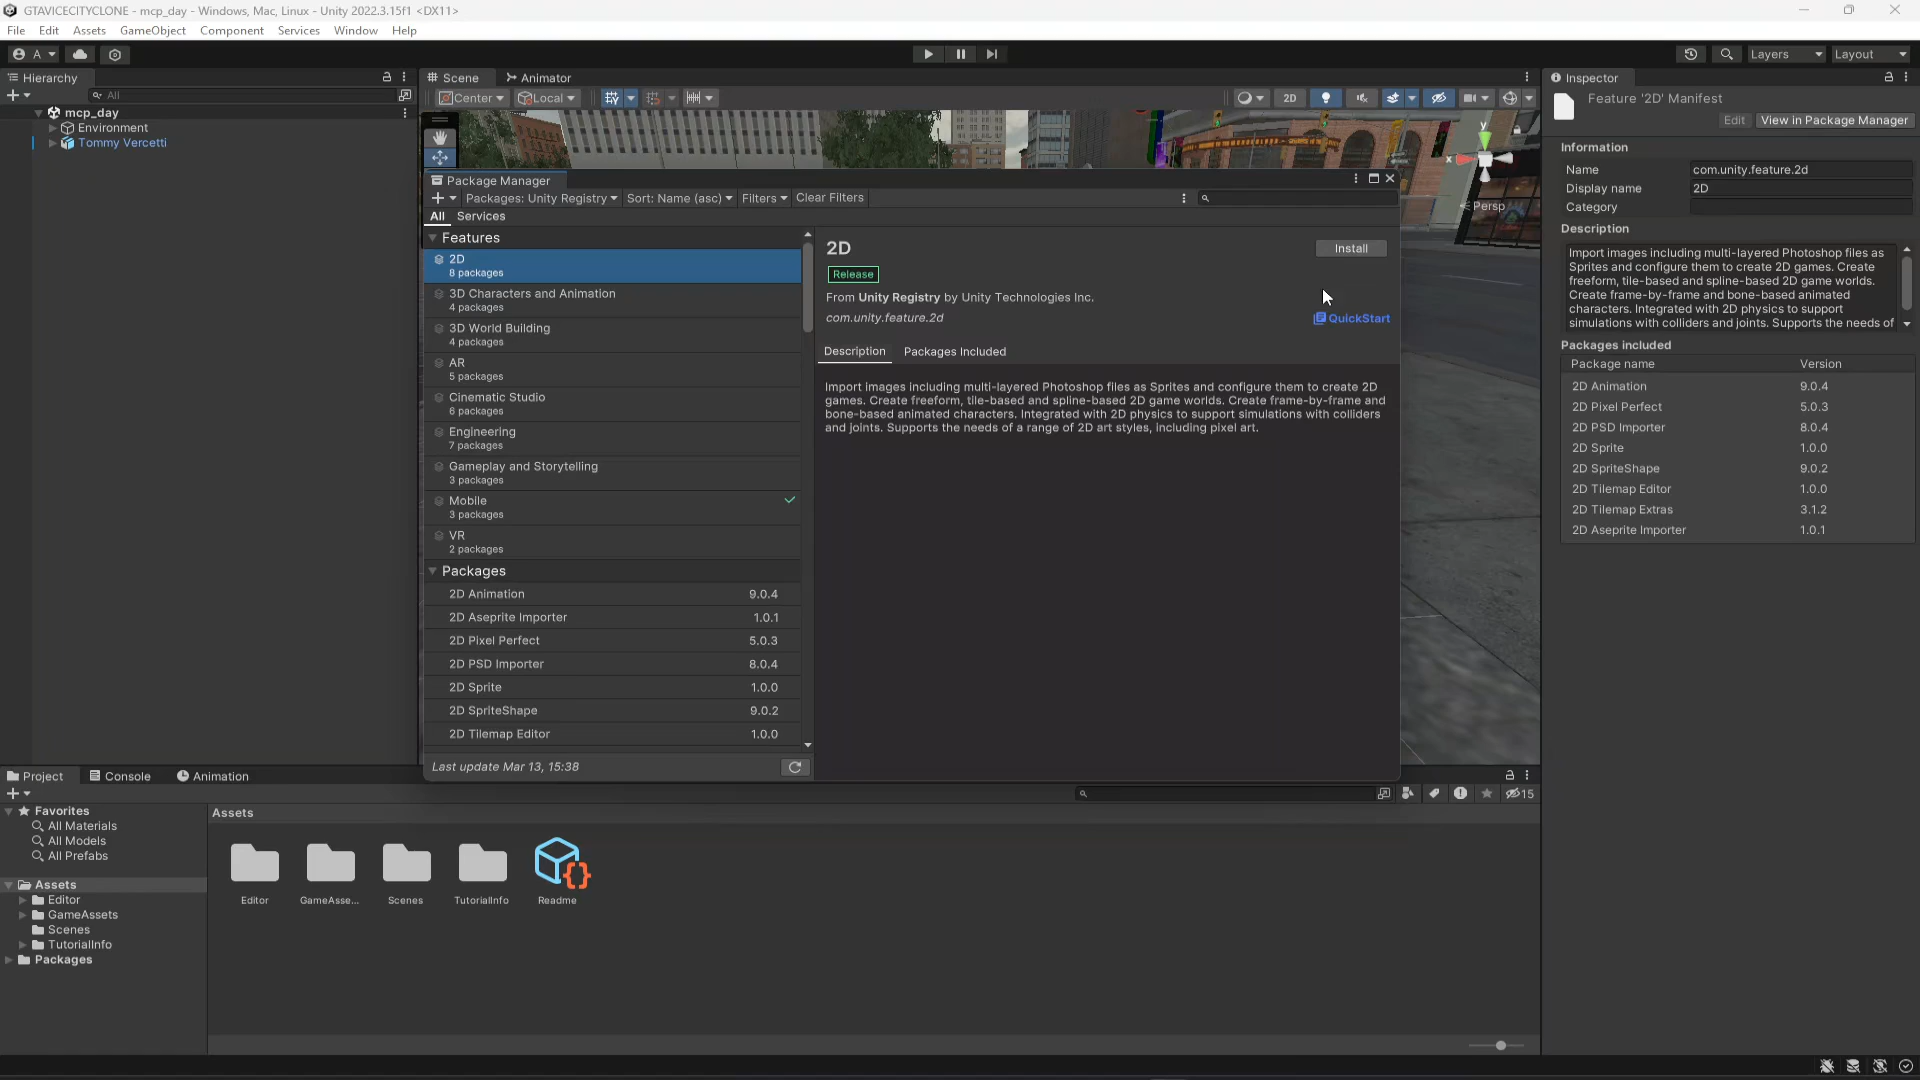 GTAVICECITYCLONE - mcp_day - Windows, Mac, Linux - Unity 2022.3.15f1 <DX11>
File Edit Assets GameObject Component Services Window Help
A
Layers
Layout
Hierarchy
All
mcp_day
Environment
Tommy Vercetti
Scene
Animator
Center
Local
2D
y
x
Persp
Package Manager
Packages: Unity Registry
Sort: Name (asc)
Filters
Clear Filters
All
Services
Features
2D
8 packages
3D Characters and Animation
4 packages
3D World Building
4 packages
AR
5 packages
Cinematic Studio
6 packages
Engineering
7 packages
Gameplay and Storytelling
3 packages
Mobile
3 packages
VR
2 packages
Packages
2D Animation 9.0.4
2D Aseprite Importer 1.0.1
2D Pixel Perfect 5.0.3
2D PSD Importer 8.0.4
2D Sprite 1.0.0
2D SpriteShape 9.0.2
2D Tilemap Editor 1.0.0
Last update Mar 13, 15:38
2D
Install
Release
From Unity Registry by Unity Technologies Inc.
com.unity.feature.2d
QuickStart
Description
Packages Included
Import images including multi-layered Photoshop files as Sprites and configure them to create 2D
games. Create freeform, tile-based and spline-based 2D game worlds. Create frame-by-frame and
bone-based animated characters. Integrated with 2D physics to support simulations with colliders
and joints. Supports the needs of a range of 2D art styles, including pixel art.
Inspector
Feature '2D' Manifest
Edit
View in Package Manager
Information
Name com.unity.feature.2d
Display name 2D
Category
Description
Import images including multi-layered Photoshop files as
Sprites and configure them to create 2D games. Create
freeform, tile-based and spline-based 2D game worlds.
Create frame-by-frame and bone-based animated
characters. Integrated with 2D physics to support
simulations with colliders and joints. Supports the needs of
Packages included
Package name Version
2D Animation 9.0.4
2D Pixel Perfect 5.0.3
2D PSD Importer 8.0.4
2D Sprite 1.0.0
2D SpriteShape 9.0.2
2D Tilemap Editor 1.0.0
2D Tilemap Extras 3.1.2
2D Aseprite Importer 1.0.1
Project
Console
Animation
15
Favorites
All Materials
All Models
All Prefabs
Assets
Editor
GameAssets
Scenes
TutorialInfo
Packages
Assets
Editor
GameAsse...
Scenes
TutorialInfo
Readme